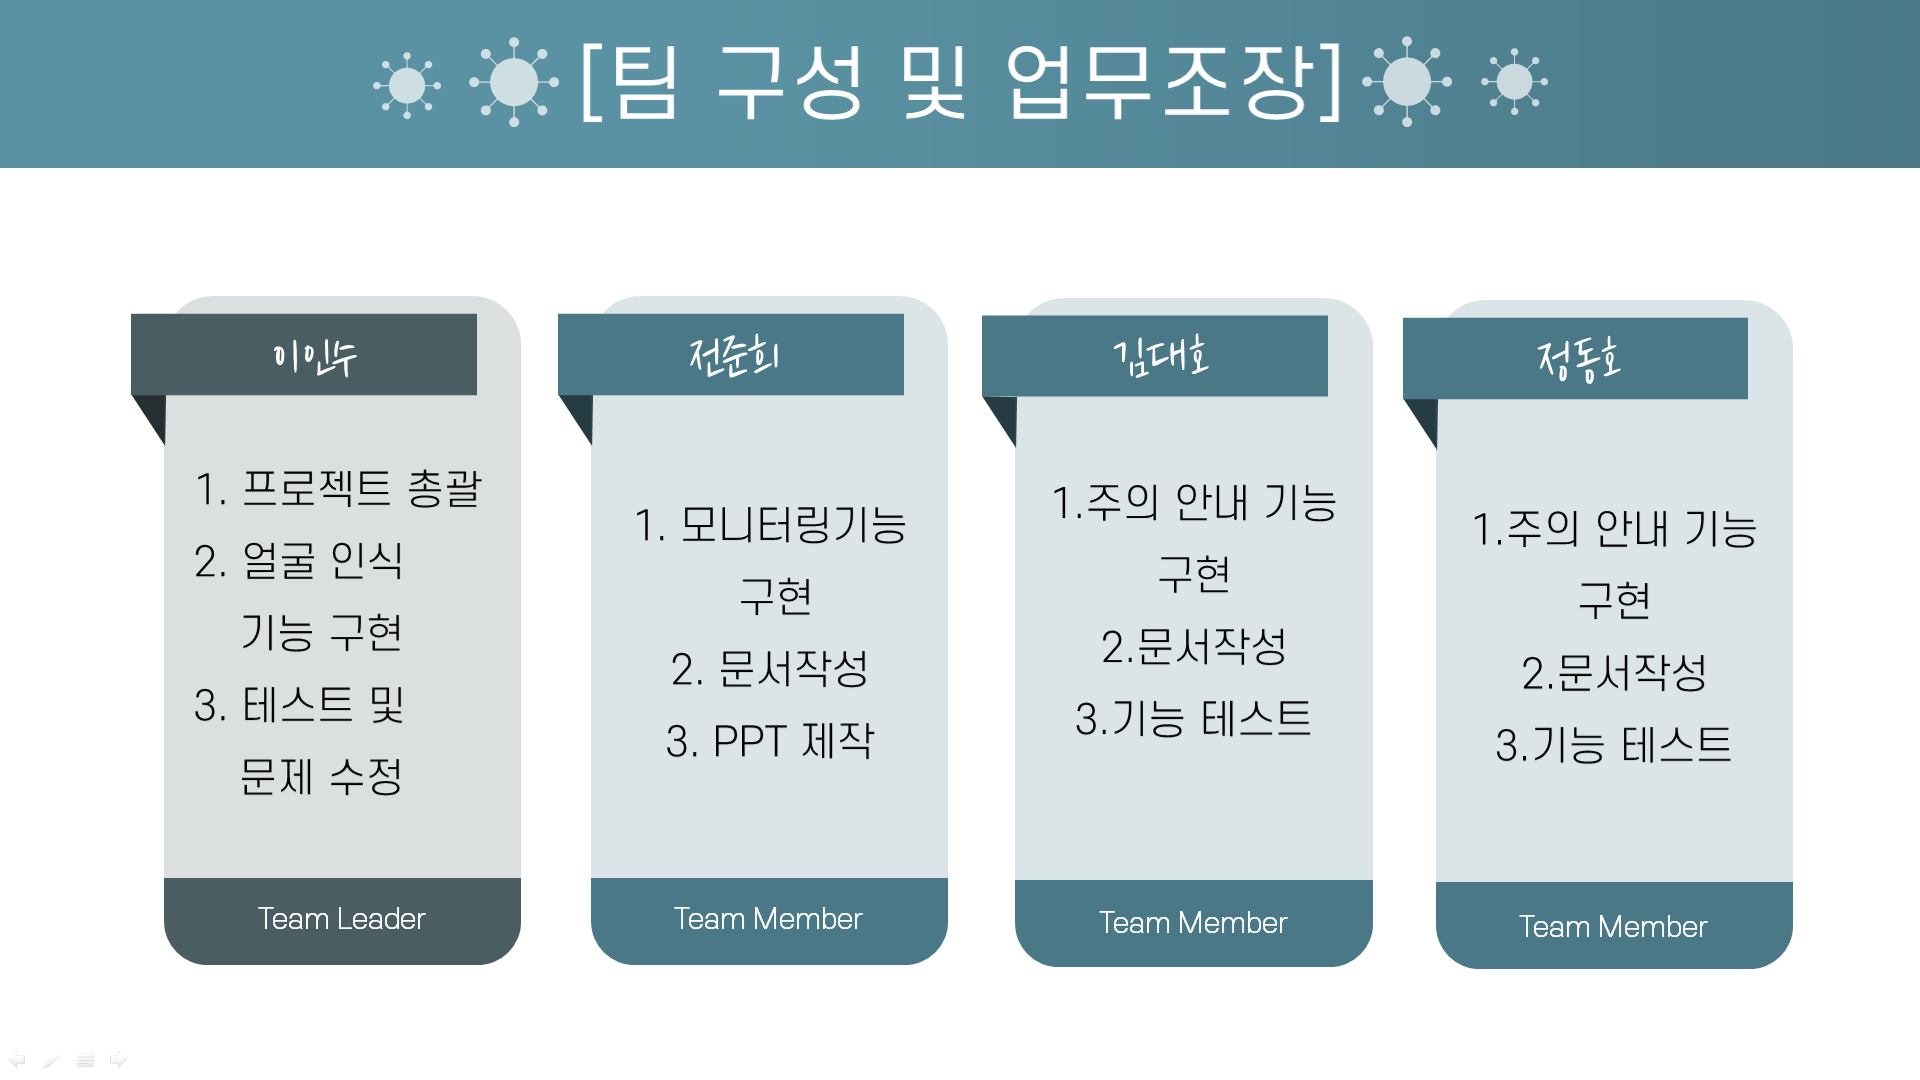 [팀 구성 및 업무조장]
이인수
1. 프로젝트 총괄
2. 얼굴 인식
기능 구현
3. 테스트 및
문제 수정
Team Leader
전준희
1. 모니터링기능
구현
2. 문서작성
3. PPT 제작
Team Member
김대호
1.주의 안내 기능
구현
2.문서작성
3.기능 테스트
Team Member
정동호
1.주의 안내 기능
구현
2.문서작성
3.기능 테스트
Team Member